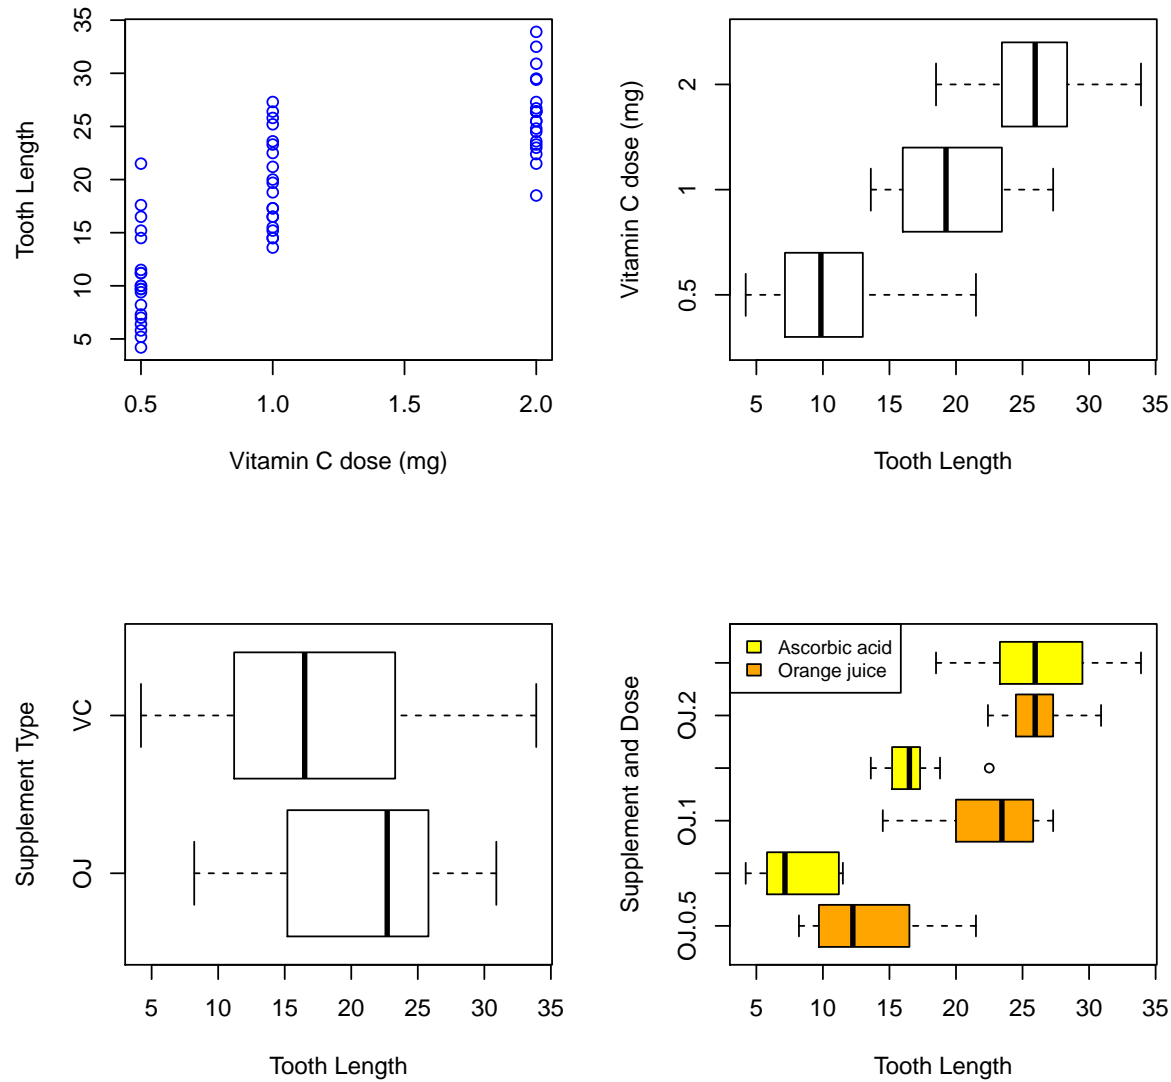 Tooth Length
35
30
25
20
15
10
5
0.5 1.0 1.5 2.0
Vitamin C dose (mg)
Vitamin C dose (mg)
2
1
0.5
5 10 15 20 25 30 35
Tooth Length
Supplement Type
VC
OJ
5 10 15 20 25 30 35
Tooth Length
Supplement and Dose
Ascorbic acid
Orange juice
OJ.2
OJ.1
OJ.0.5
5 10 15 20 25 30 35
Tooth Length